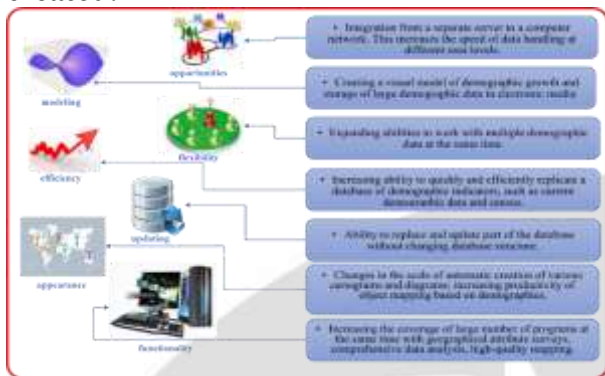 • Integration from a separate server to a computer
network. This increases the speed of data handling at
different levels.
opportunities
• Creating a visual model of demographic growth and
storage of large demographic data in electronic media.
modeling
• Expanding abilities to work with multiple demographic
data at the same time.
flexibility
• Increasing ability to quickly and efficiently replicate a
database of demographic indicators, such as current
demographic data and census.
efficiency
• Ability to replace and update part of the database
without changing database structure.
updating
• Changes in the scale of automatic creation of various
cartograms and diagrams, increasing productivity of
object mapping based on demographics.
appearance
• Increasing the coverage of large number of programs at
the same time with geographical attribute surveys,
comprehensive data analysis, high-quality mapping.
functionality